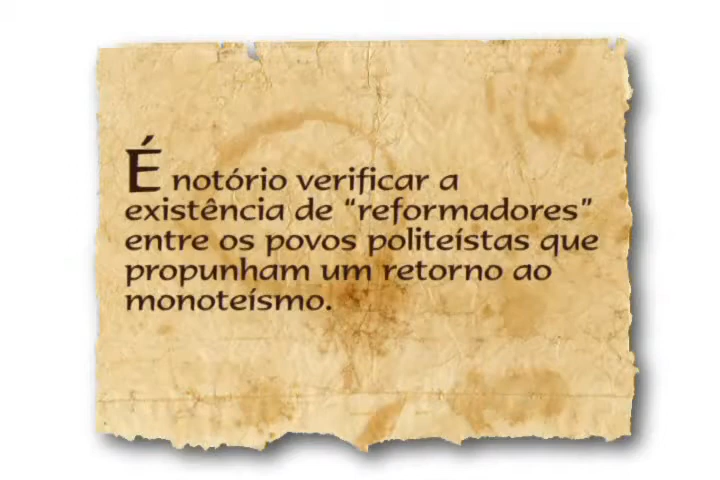 É notório verificar a
existência de "reformadores"
entre os povos politeístas que
propunham um retorno ao
monoteísmo.